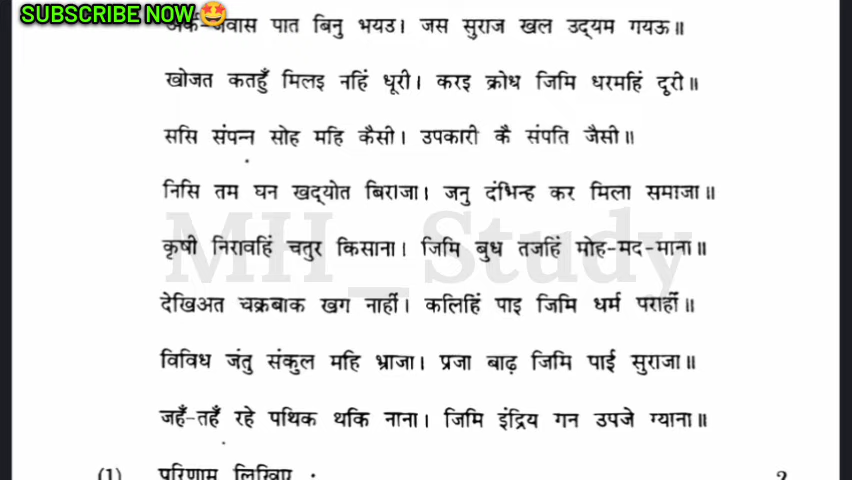 SUBSCRIBE NOW 🤩
अर्क-जवास पात बिनु भयउ। जस सुराज खल उद्यम गयऊ॥
खोजत कतहुँ मिलइ नहिं धूरी। करइ क्रोध जिमि धरमहिं दूरी॥
ससि संपन्न सोह महि कैसी। उपकारी कै संपति जैसी॥
निसि तम घन खद्योत बिराजा। जनु दंभिन्ह कर मिला समाजा॥
MH_Study
कृषी निरावहिं चतुर किसाना। जिमि बुध तजहिं मोह-मद-माना॥
देखिअत चक्रबाक खग नाहीं। कलिहिं पाइ जिमि धर्म पराहीं॥
विविध जंतु संकुल महि भ्राजा। प्रजा बाढ़ जिमि पाई सुराजा॥
जहँ-तहँ रहे पथिक थकि नाना। जिमि इंद्रिय गन उपजे ग्याना॥
(1) परिणाम लिखिए : 2